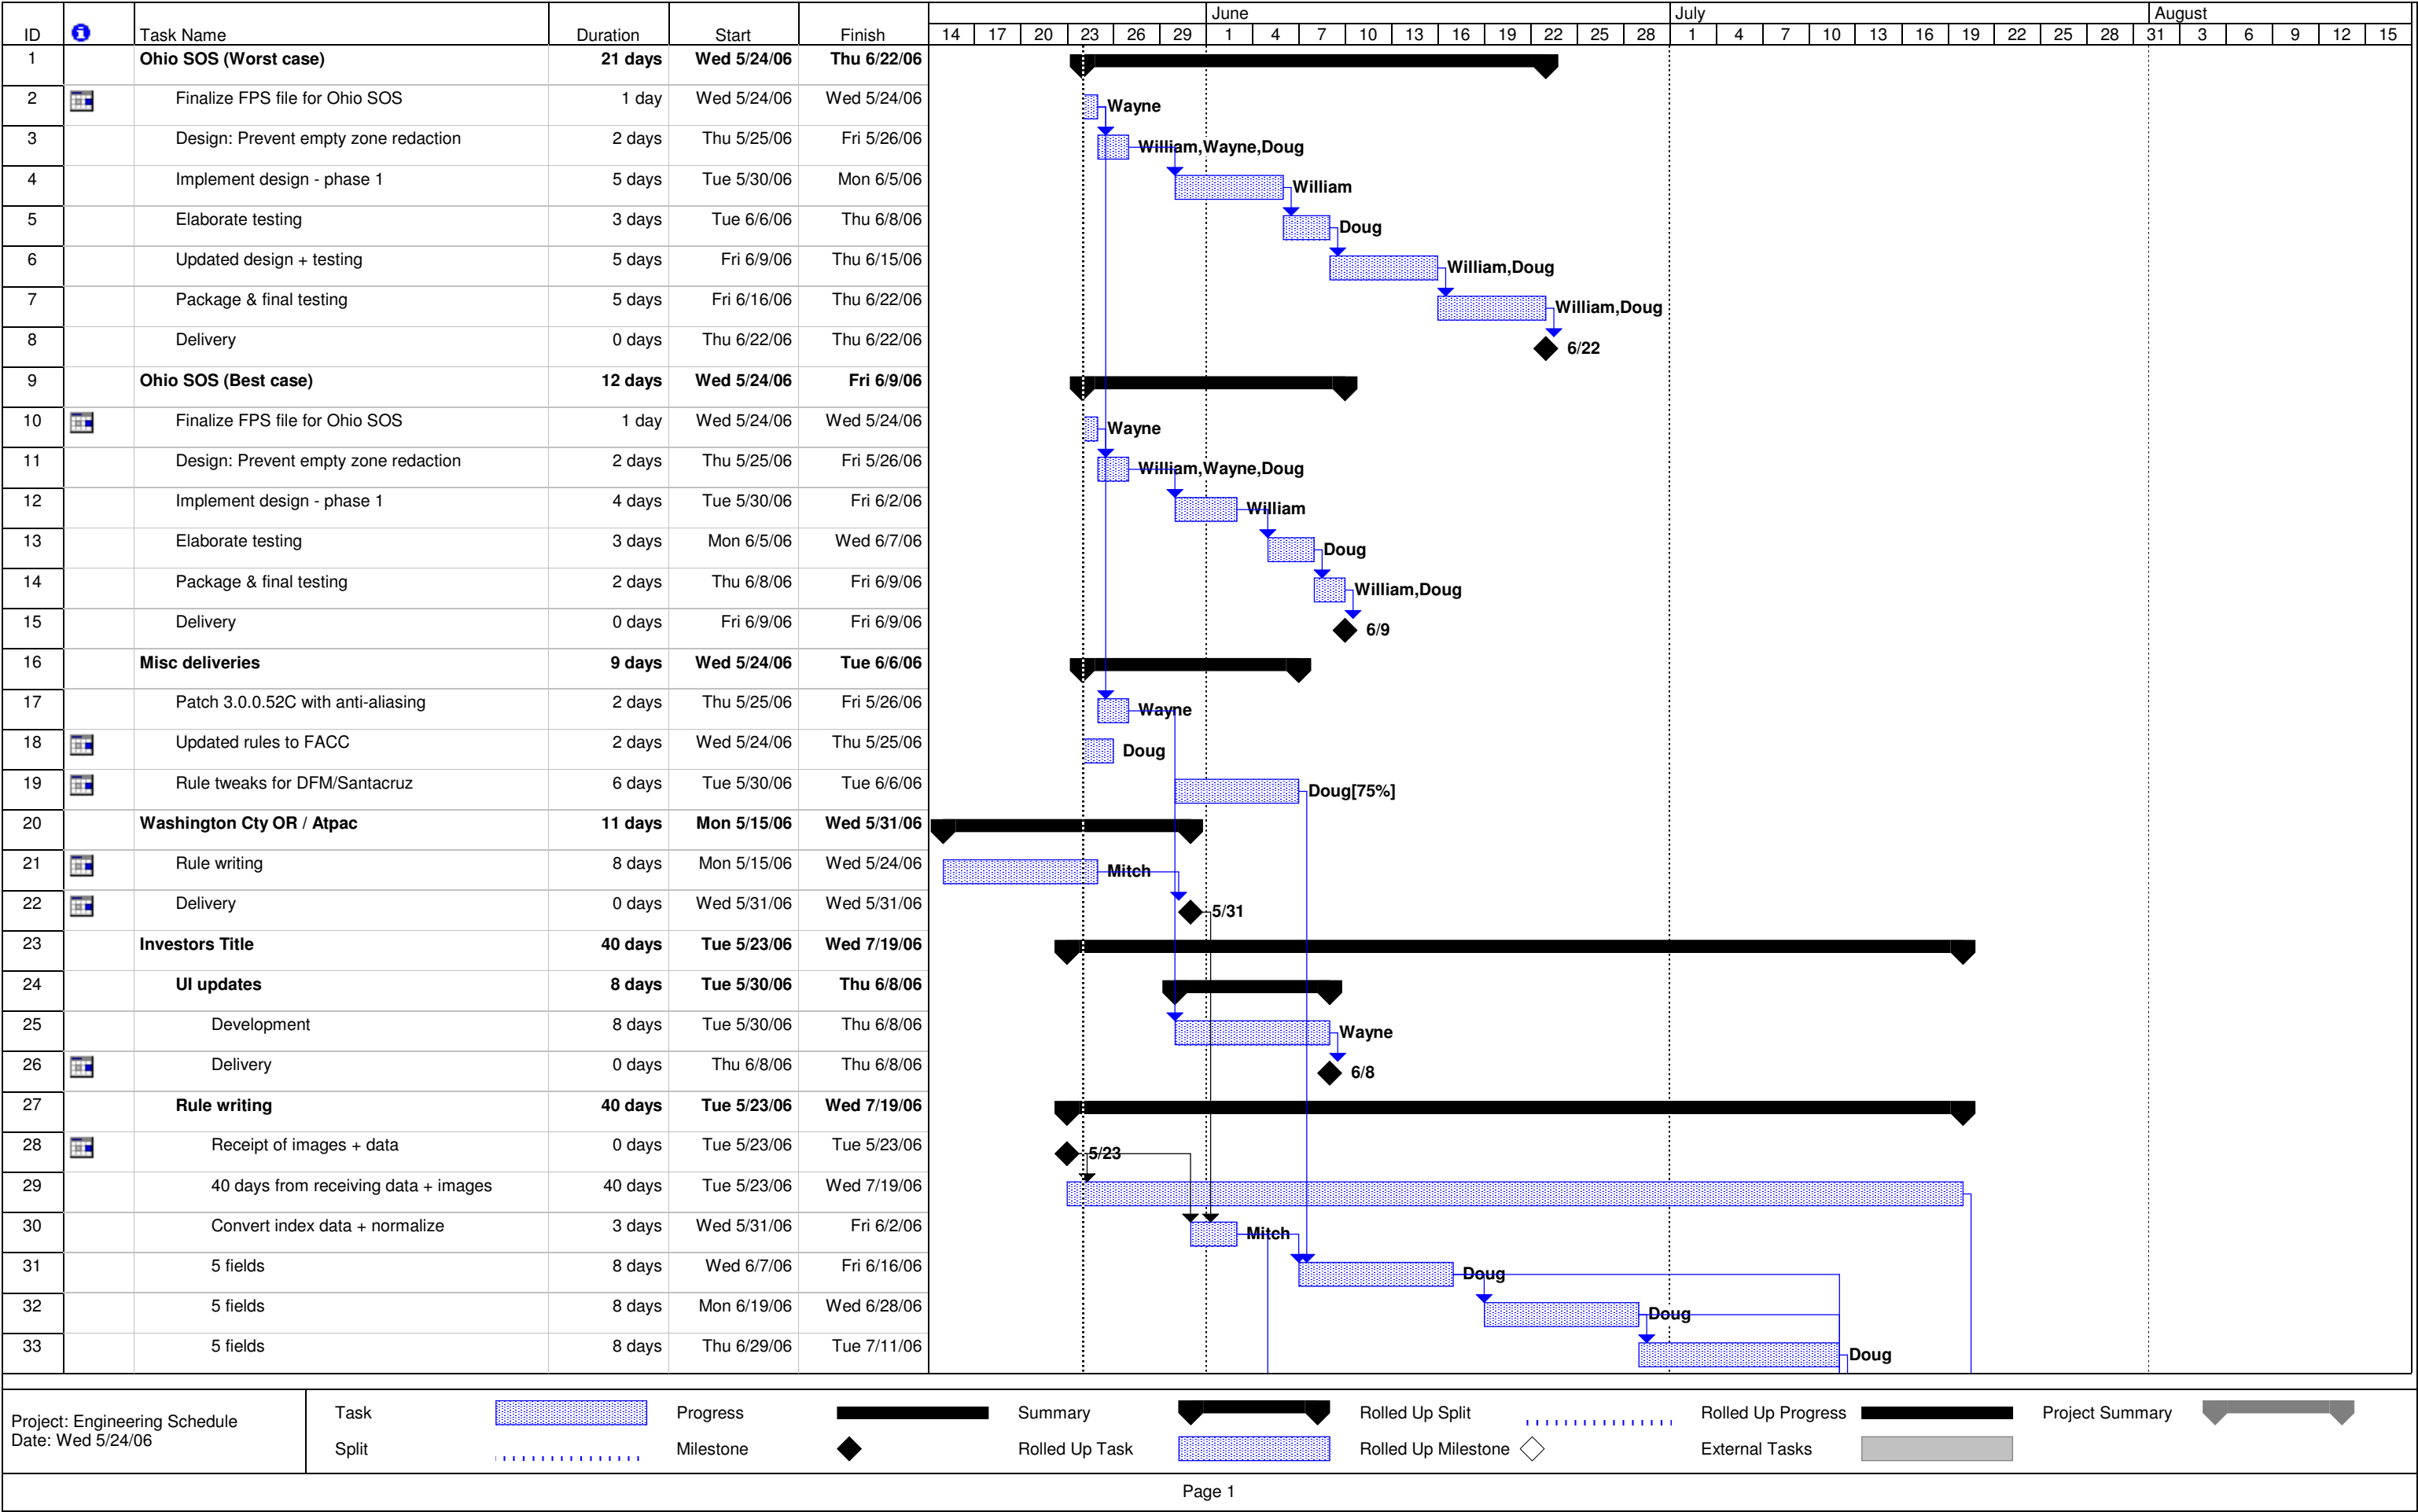 June July August
ID Task Name Duration Start Finish 14 17 20 23 26 29 1 4 7 10 13 16 19 22 25 28 1 4 7 10 13 16 19 22 25 28 31 3 6 9 12 15
1 Ohio SOS (Worst case) 21 days Wed 5/24/06 Thu 6/22/06
2 Finalize FPS file for Ohio SOS 1 day Wed 5/24/06 Wed 5/24/06 Wayne
3 Design: Prevent empty zone redaction 2 days Thu 5/25/06 Fri 5/26/06 William,Wayne,Doug
4 Implement design - phase 1 5 days Tue 5/30/06 Mon 6/5/06 William
5 Elaborate testing 3 days Tue 6/6/06 Thu 6/8/06 Doug
6 Updated design + testing 5 days Fri 6/9/06 Thu 6/15/06 William,Doug
7 Package & final testing 5 days Fri 6/16/06 Thu 6/22/06 William,Doug
8 Delivery 0 days Thu 6/22/06 Thu 6/22/06 6/22
9 Ohio SOS (Best case) 12 days Wed 5/24/06 Fri 6/9/06
10 Finalize FPS file for Ohio SOS 1 day Wed 5/24/06 Wed 5/24/06 Wayne
11 Design: Prevent empty zone redaction 2 days Thu 5/25/06 Fri 5/26/06 William,Wayne,Doug
12 Implement design - phase 1 4 days Tue 5/30/06 Fri 6/2/06 William
13 Elaborate testing 3 days Mon 6/5/06 Wed 6/7/06 Doug
14 Package & final testing 2 days Thu 6/8/06 Fri 6/9/06 William,Doug
15 Delivery 0 days Fri 6/9/06 Fri 6/9/06 6/9
16 Misc deliveries 9 days Wed 5/24/06 Tue 6/6/06
17 Patch 3.0.0.52C with anti-aliasing 2 days Thu 5/25/06 Fri 5/26/06 Wayne
18 Updated rules to FACC 2 days Wed 5/24/06 Thu 5/25/06 Doug
19 Rule tweaks for DFM/Santacruz 6 days Tue 5/30/06 Tue 6/6/06 Doug[75%]
20 Washington Cty OR / Atpac 11 days Mon 5/15/06 Wed 5/31/06
21 Rule writing 8 days Mon 5/15/06 Wed 5/24/06 Mitch
22 Delivery 0 days Wed 5/31/06 Wed 5/31/06 5/31
23 Investors Title 40 days Tue 5/23/06 Wed 7/19/06
24 UI updates 8 days Tue 5/30/06 Thu 6/8/06
25 Development 8 days Tue 5/30/06 Thu 6/8/06 Wayne
26 Delivery 0 days Thu 6/8/06 Thu 6/8/06 6/8
27 Rule writing 40 days Tue 5/23/06 Wed 7/19/06
28 Receipt of images + data 0 days Tue 5/23/06 Tue 5/23/06 5/23
29 40 days from receiving data + images 40 days Tue 5/23/06 Wed 7/19/06
30 Convert index data + normalize 3 days Wed 5/31/06 Fri 6/2/06 Mitch
31 5 fields 8 days Wed 6/7/06 Fri 6/16/06 Doug
32 5 fields 8 days Mon 6/19/06 Wed 6/28/06 Doug
33 5 fields 8 days Thu 6/29/06 Tue 7/11/06 Doug
Project: Engineering Schedule
Date: Wed 5/24/06
Task Progress Summary Rolled Up Split Rolled Up Progress Project Summary
Split Milestone Rolled Up Task Rolled Up Milestone External Tasks
Page 1